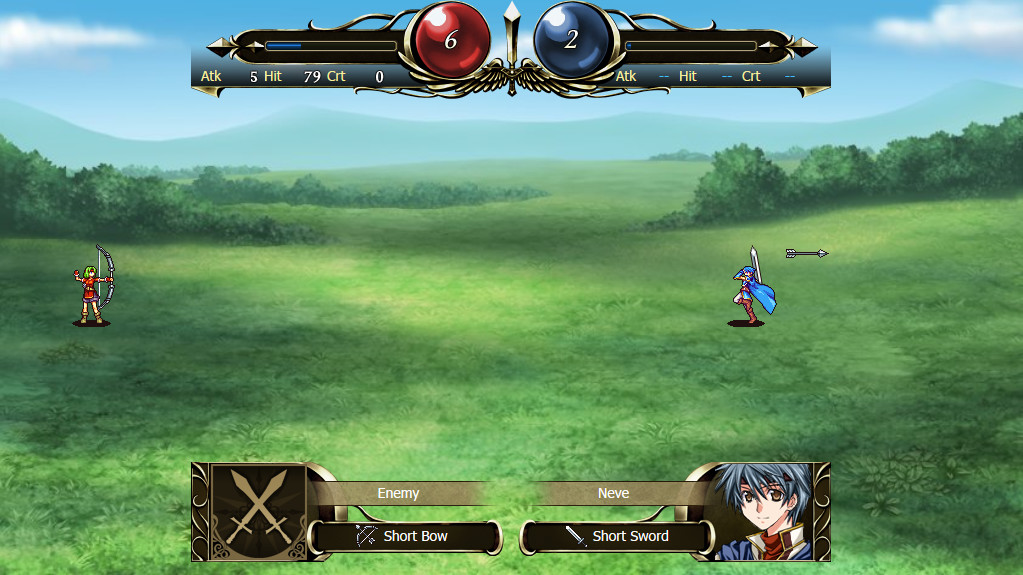 6
2
Atk 5 Hit 79 Crt 0
Atk -- Hit -- Crt --
Enemy
Neve
Short Bow
Short Sword